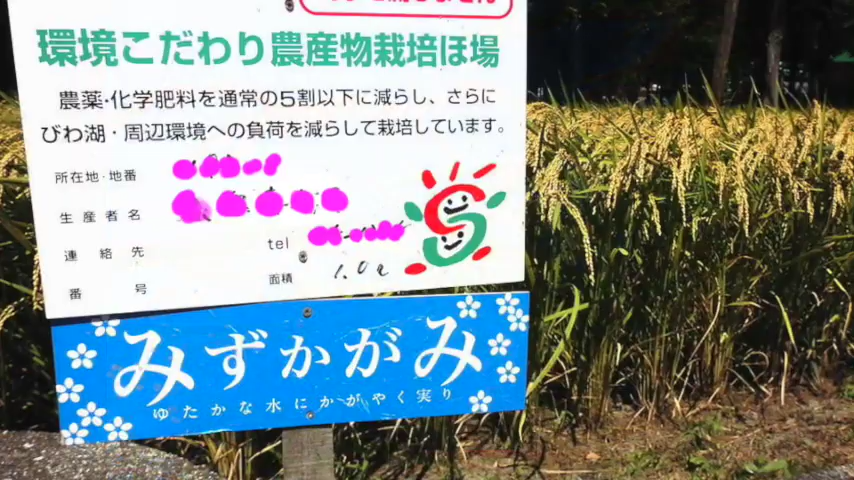 環境こだわり農産物栽培ほ場
農薬・化学肥料を通常の5割以下に減らし、さらに
びわ湖・周辺環境への負荷を減らして栽培しています。
所在地・地番
生産者名
連絡先 tel
番号 面積 1.0a
みずかがみ
ゆたかな水にかがやく実り